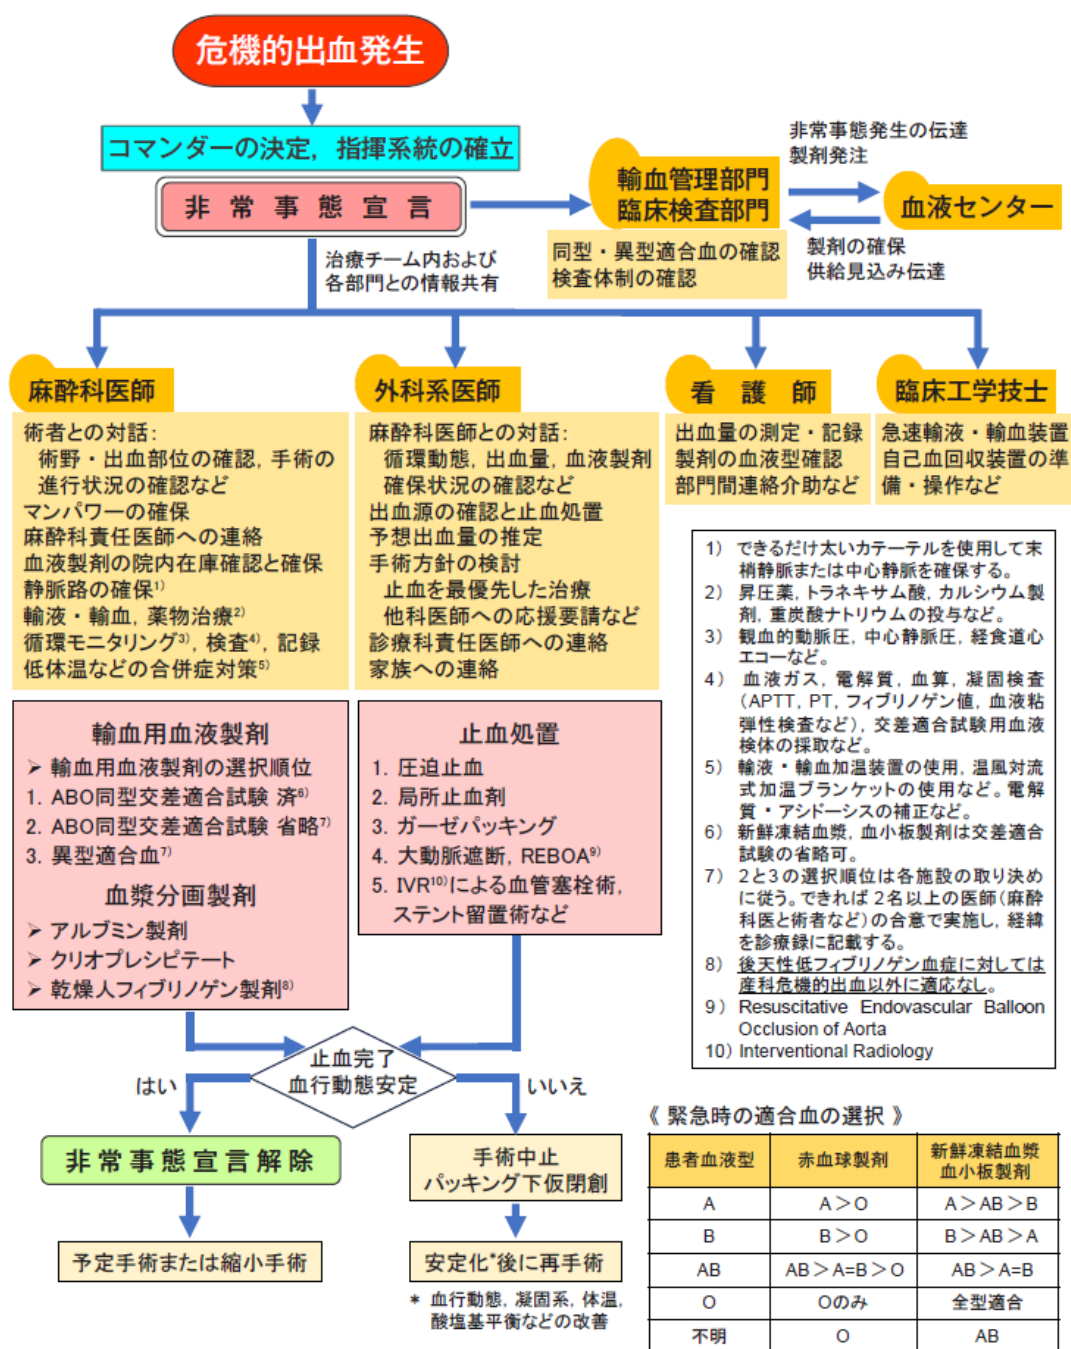 危機的出血発生
コマンダーの決定，指揮系統の確立
非常事態宣言
輸血管理部門
臨床検査部門
同型・異型適合血の確認
検査体制の確認
非常事態発生の伝達
製剤発注
血液センター
製剤の確保
供給見込み伝達
治療チーム内および
各部門との情報共有
麻酔科医師
術者との対話：
術野・出血部位の確認，手術の
進行状況の確認など
マンパワーの確保
麻酔科責任医師への連絡
血液製剤の院内在庫確認と確保
静脈路の確保1)
輸液・輸血，薬物治療2)
循環モニタリング3)，検査4)，記録
低体温などの合併症対策5)
外科系医師
麻酔科医師との対話：
循環動態，出血量，血液製剤
確保状況の確認など
出血源の確認と止血処置
予想出血量の推定
手術方針の検討
止血を最優先した治療
他科医師への応援要請など
診療科責任医師への連絡
家族への連絡
看護師
出血量の測定・記録
製剤の血液型確認
部門間連絡介助など
臨床工学技士
急速輸液・輸血装置
自己血回収装置の準
備・操作など
輸血用血液製剤
➢ 輸血用血液製剤の選択順位
1. ABO同型交差適合試験 済6)
2. ABO同型交差適合試験 省略7)
3. 異型適合血7)
血漿分画製剤
➢ アルブミン製剤
➢ クリオプレシピテート
➢ 乾燥人フィブリノゲン製剤8)
止血処置
1. 圧迫止血
2. 局所止血剤
3. ガーゼパッキング
4. 大動脈遮断，REBOA9)
5. IVR10)による血管塞栓術，
ステント留置術など
1） できるだけ太いカテーテルを使用して末
梢静脈または中心静脈を確保する。
2） 昇圧薬，トラネキサム酸，カルシウム製
剤，重炭酸ナトリウムの投与など。
3） 観血的動脈圧，中心静脈圧，経食道心
エコーなど。
4） 血液ガス，電解質，血算，凝固検査
（APTT，PT，フィブリノゲン値，血液粘
弾性検査など），交差適合試験用血液
検体の採取など。
5） 輸液・輸血加温装置の使用，温風対流
式加温ブランケットの使用など。電解
質・アシドーシスの補正など。
6） 新鮮凍結血漿，血小板製剤は交差適合
試験の省略可。
7） 2と3の選択順位は各施設の取り決め
に従う。できれば2名以上の医師（麻酔
科医と術者など）の合意で実施し，経緯
を診療録に記載する。
8） 後天性低フィブリノゲン血症に対しては
産科危機的出血以外に適応なし。
9） Resuscitative Endovascular Balloon
Occlusion of Aorta
10） Interventional Radiology
止血完了
血行動態安定
はい
いいえ
非常事態宣言解除
予定手術または縮小手術
手術中止
パッキング下仮閉創
安定化*後に再手術
* 血行動態，凝固系，体温，
酸塩基平衡などの改善
《 緊急時の適合血の選択 》
患者血液型 赤血球製剤 新鮮凍結血漿
血小板製剤
A A＞O A＞AB＞B
B B＞O B＞AB＞A
AB AB＞A=B＞O AB＞A=B
O Oのみ 全型適合
不明 O AB